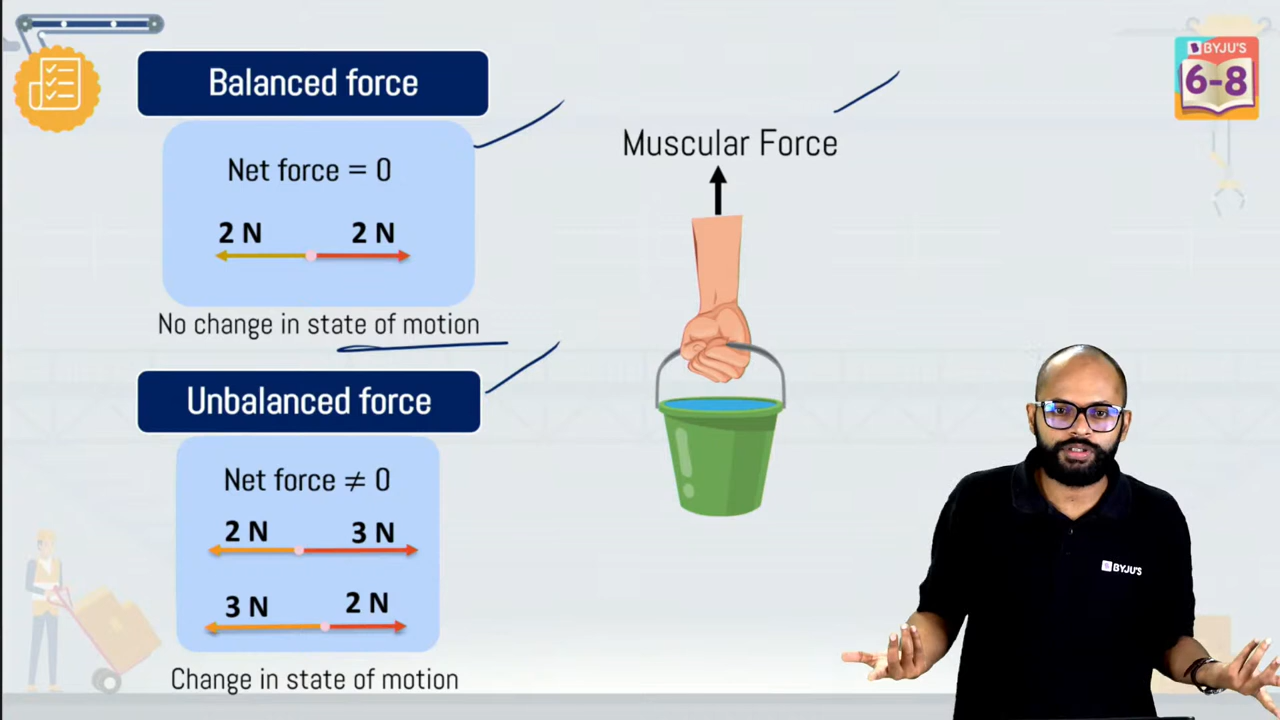 Balanced force
Net force = 0
2 N 2 N
No change in state of motion
Unbalanced force
Net force ≠ 0
2 N 3 N
3 N 2 N
Change in state of motion
Muscular Force
BYJU'S
6-8
BYJU'S